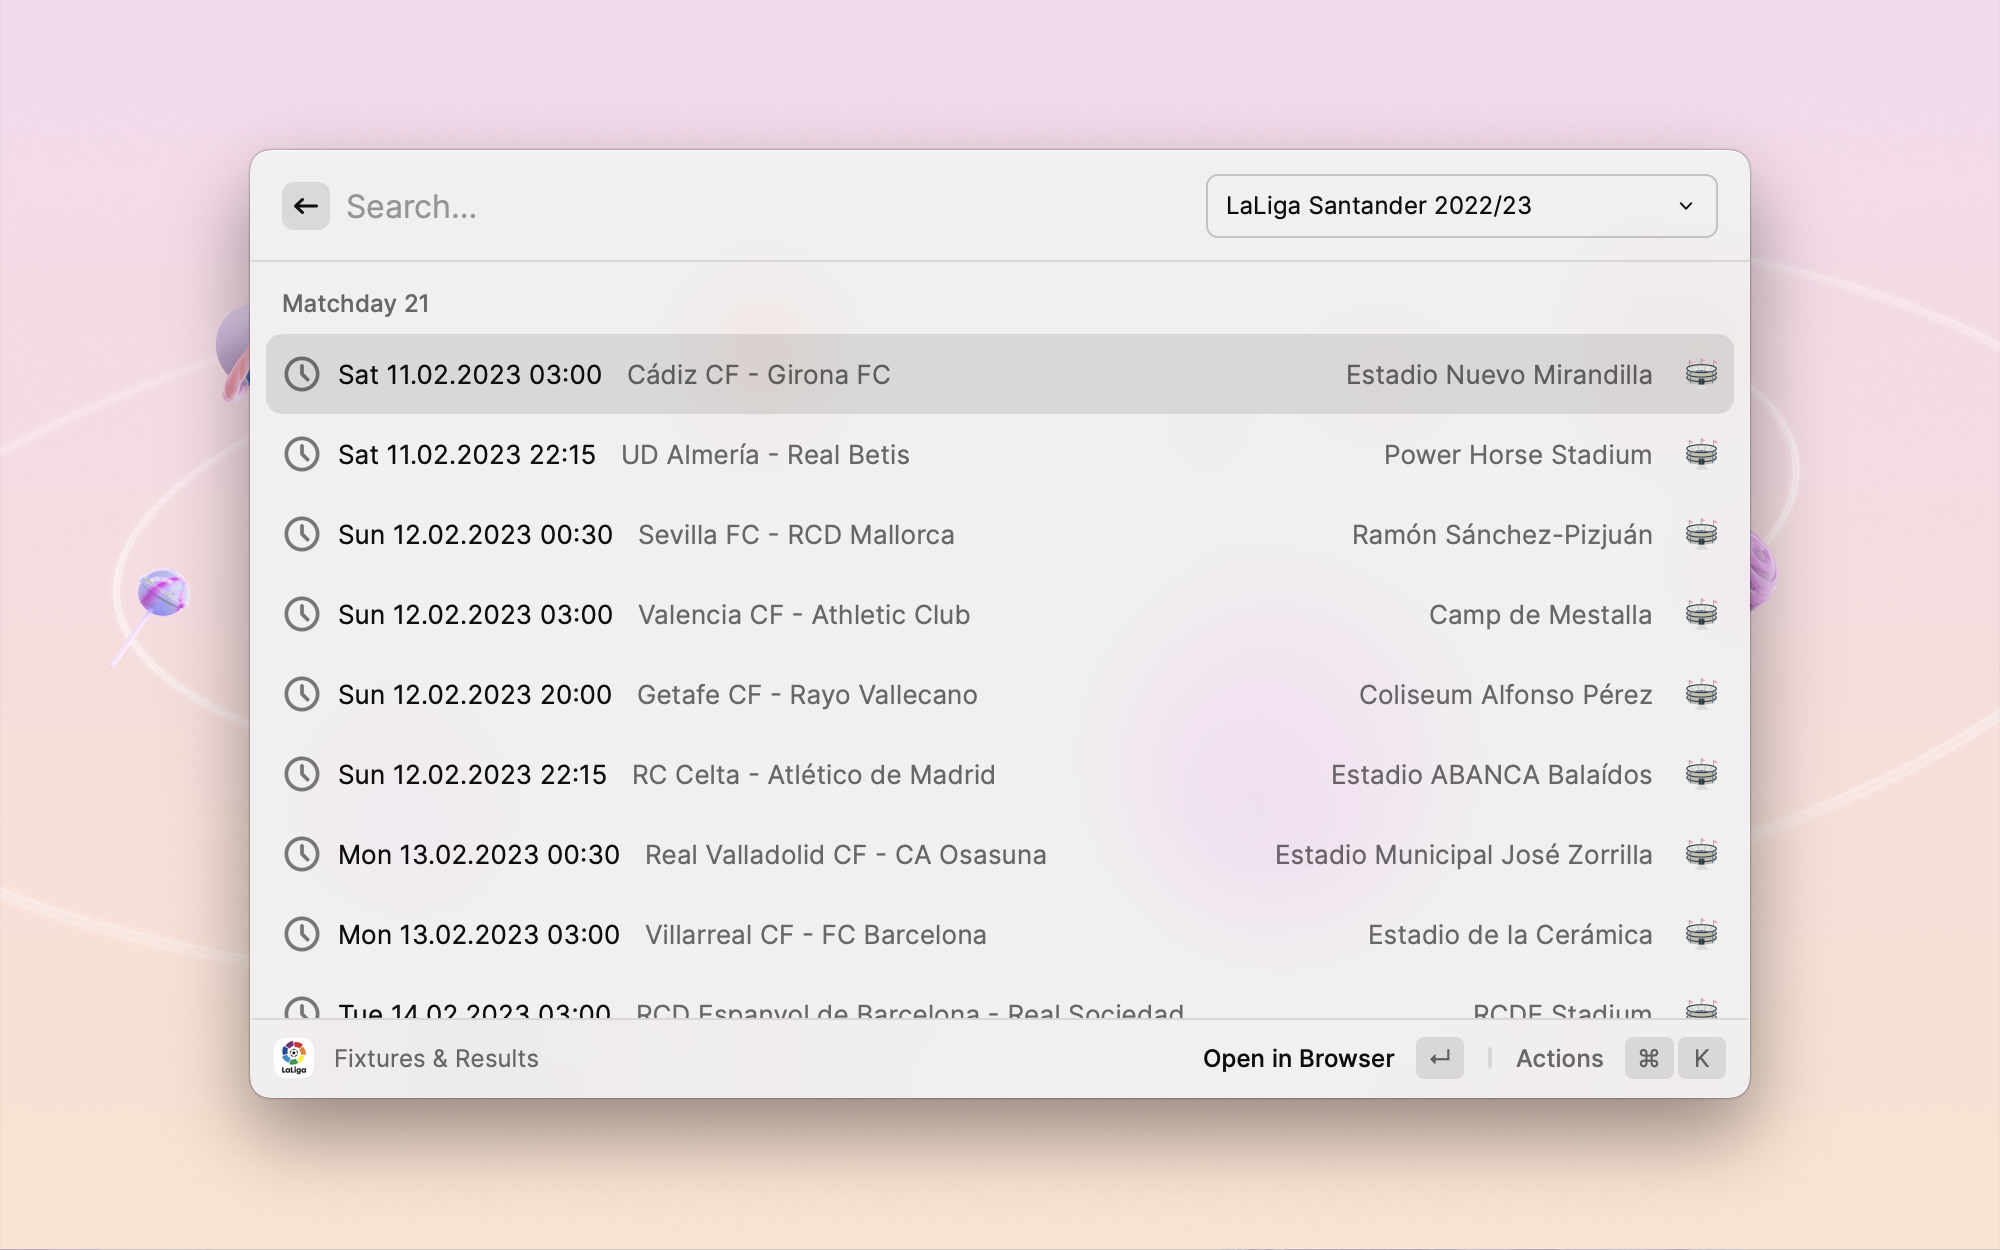 Search...
LaLiga Santander 2022/23
Matchday 21
Sat 11.02.2023 03:00 Cádiz CF - Girona FC Estadio Nuevo Mirandilla
Sat 11.02.2023 22:15 UD Almería - Real Betis Power Horse Stadium
Sun 12.02.2023 00:30 Sevilla FC - RCD Mallorca Ramón Sánchez-Pizjuán
Sun 12.02.2023 03:00 Valencia CF - Athletic Club Camp de Mestalla
Sun 12.02.2023 20:00 Getafe CF - Rayo Vallecano Coliseum Alfonso Pérez
Sun 12.02.2023 22:15 RC Celta - Atlético de Madrid Estadio ABANCA Balaídos
Mon 13.02.2023 00:30 Real Valladolid CF - CA Osasuna Estadio Municipal José Zorrilla
Mon 13.02.2023 03:00 Villarreal CF - FC Barcelona Estadio de la Cerámica
Tue 14.02.2023 03:00 RCD Espanyol de Barcelona - Real Sociedad RCDE Stadium
LaLiga Fixtures & Results Open in Browser ↵ Actions ⌘ K